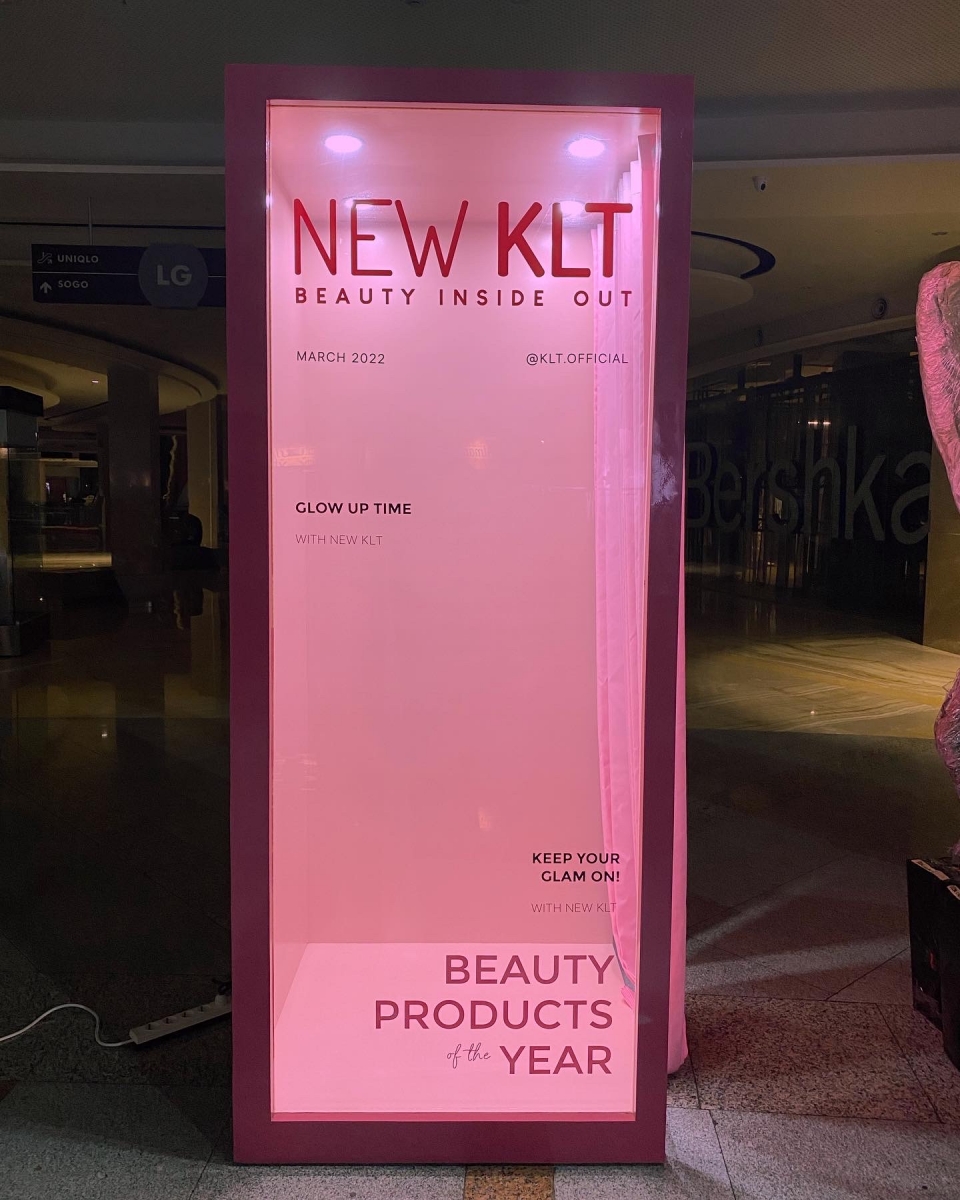 NEW KLT
BEAUTY INSIDE OUT
MARCH 2022
@KLT.OFFICIAL
GLOW UP TIME
WITH NEW KLT
KEEP YOUR
GLAM ON!
WITH NEW KLT
BEAUTY
PRODUCTS
of the YEAR
UNIQLO
SOGO
LG
Bershka